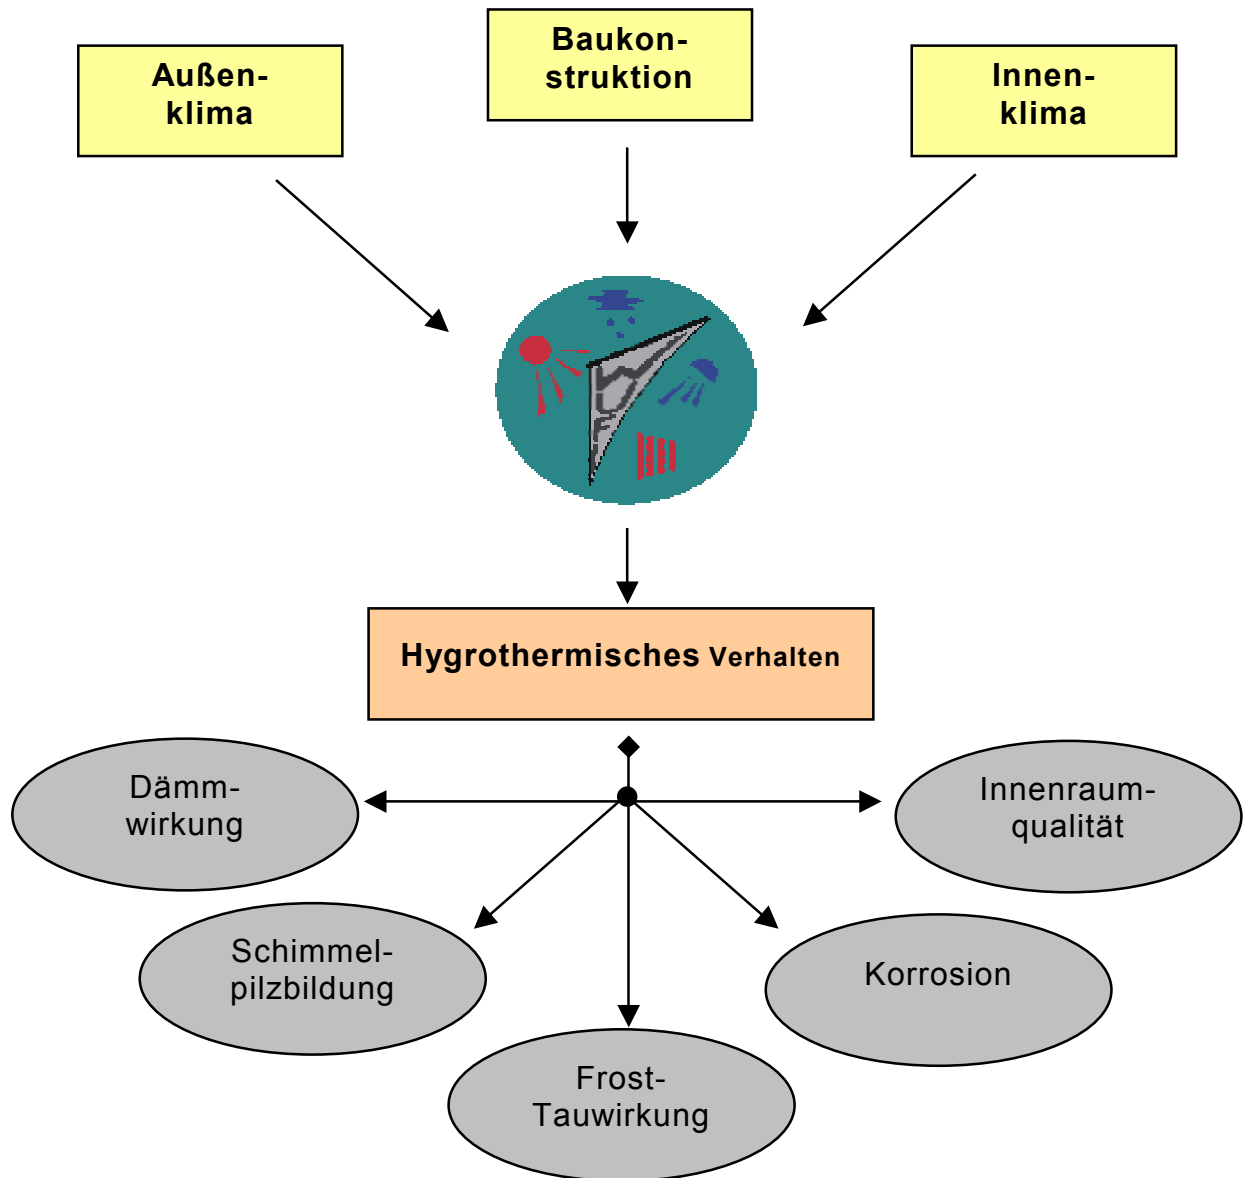 Außen-
klima
Baukon-
struktion
Innen-
klima
Hygrothermisches Verhalten
Dämm-
wirkung
Innenraum-
qualität
Schimmel-
pilzbildung
Korrosion
Frost-
Tauwirkung